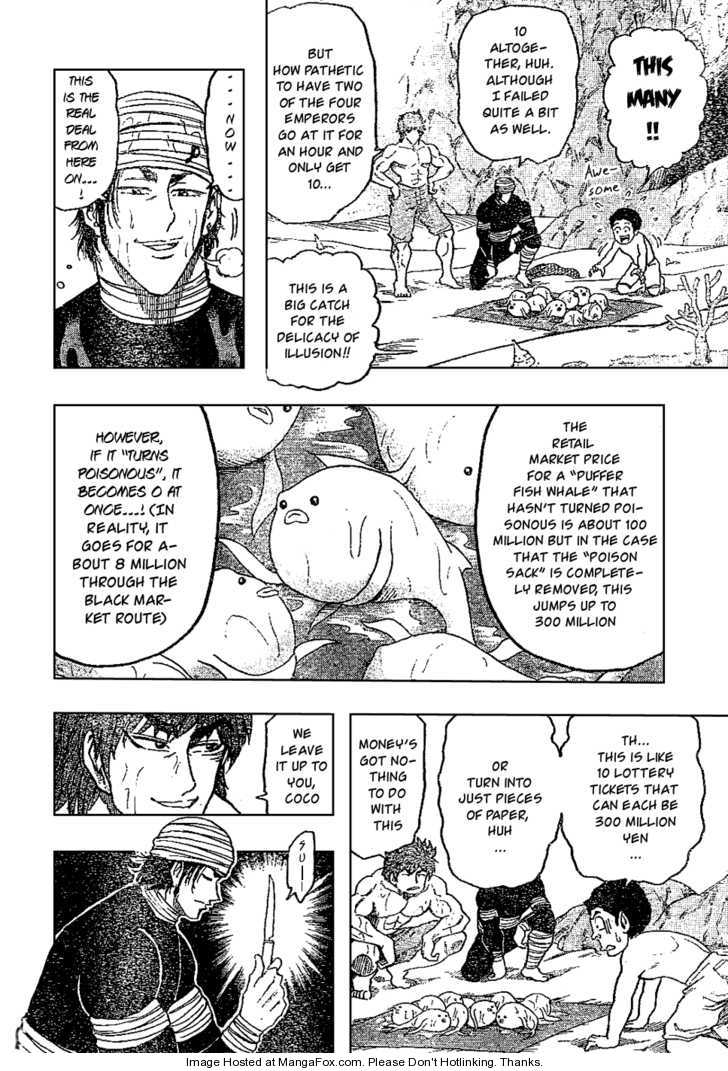 THIS
MANY
!!
Awe-
some
10
ALTOGE-
THER, HUH.
ALTHOUGH
I FAILED
QUITE A BIT
AS WELL.
BUT
HOW PATHETIC
TO HAVE TWO
OF THE FOUR
EMPERORS
GO AT IT FOR
AN HOUR AND
ONLY GET
10...
THIS IS A
BIG CATCH
FOR THE
DELICACY OF
ILLUSION!!
- - - NOW -
THIS
IS THE
REAL
DEAL
FROM
HERE
ON...
!
THE
RETAIL
MARKET PRICE
FOR A "PUFFER
FISH WHALE" THAT
HASN'T TURNED POI-
SONOUS IS ABOUT 100
MILLION BUT IN THE CASE
THAT THE "POISON
SACK" IS COMPLETE-
LY REMOVED, THIS
JUMPS UP TO
300 MILLION
HOWEVER,
IF IT "TURNS
POISONOUS", IT
BECOMES 0 AT
ONCE...! (IN
REALITY, IT
GOES FOR A-
BOUT 8 MILLION
THROUGH THE
BLACK MAR-
KET ROUTE)
TH...
THIS IS LIKE
10 LOTTERY
TICKETS THAT
CAN EACH BE
300 MILLION
YEN
...
OR
TURN INTO
JUST PIECES
OF PAPER,
HUH
...
MONEY'S
GOT NO-
THING
TO DO
WITH
THIS
WE
LEAVE
IT UP TO
YOU,
COCO
SU
Image Hosted at MangaFox.com. Please Don't Hotlinking. Thanks.